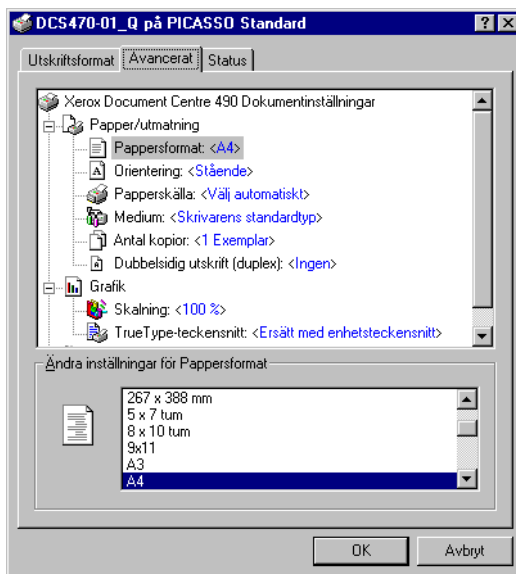 DCS470-01_Q på PICASSO Standard
Utskriftsformat Avancerat Status
Xerox Document Centre 490 Dokumentinställningar
Papper/utmatning
Pappersformat: <A4>
Orientering: <Stående>
Papperskälla: <Välj automatiskt>
Medium: <Skrivarens standardtyp>
Antal kopior: <1 Exemplar>
Dubbelsidig utskrift (duplex): <Ingen>
Grafik
Skalning: <100 %>
TrueType-teckensnitt: <Ersätt med enhetsteckensnitt>
Ändra inställningar för Pappersformat
267 x 388 mm
5 x 7 tum
8 x 10 tum
9x11
A3
A4
OK Avbryt